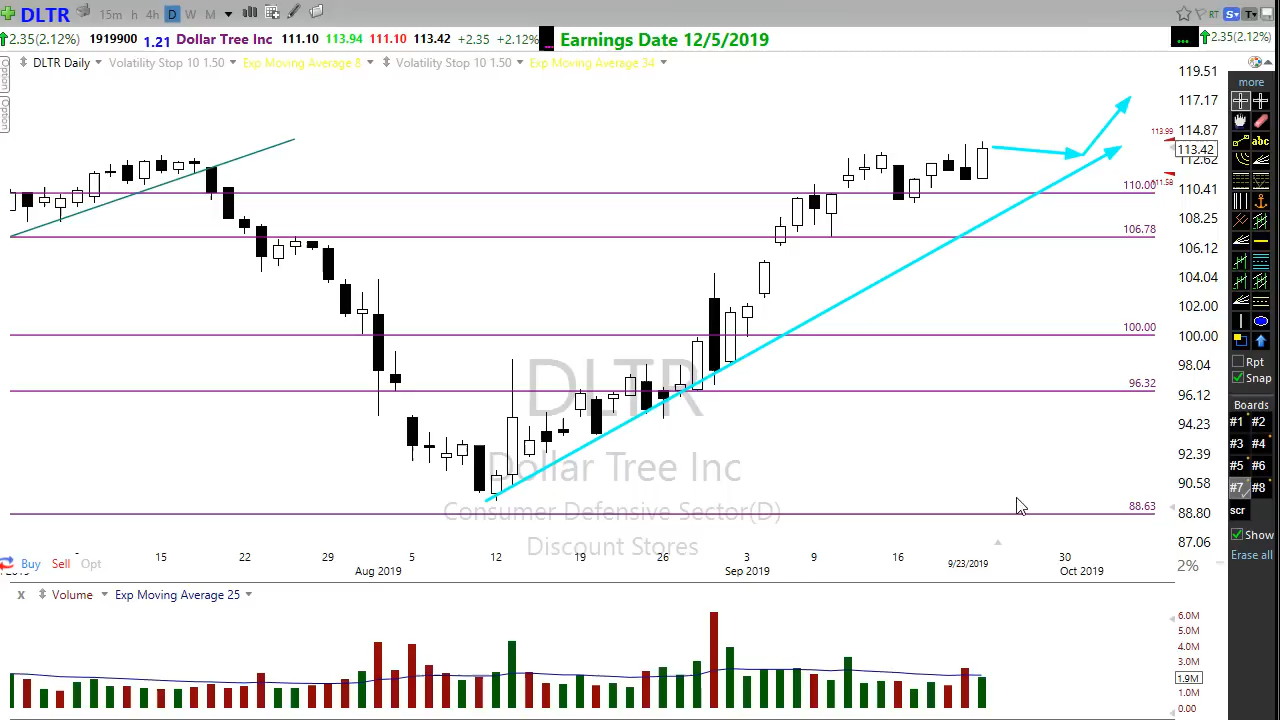 DLTR 15m h 4h D W M RT S T
2.35(2.12%) 1919900 1.21 Dollar Tree Inc 111.10 113.94 111.10 113.42 +2.35 +2.12% ... Earnings Date 12/5/2019 ... 2.35(2.12%)
DLTR Daily Volatility Stop 10 1.50 Exp Moving Average 8 Volatility Stop 10 1.50 Exp Moving Average 34
Option
Option
119.51
117.17
114.87
113.99
113.42
112.62
111.58
110.41
108.25
106.12
104.04
102.00
100.00
98.04
96.12
94.23
92.39
90.58
88.80
87.06
2%
110.00
106.78
100.00
96.32
88.63
DLTR
Dollar Tree Inc
Consumer Defensive Sector(D)
Discount Stores
15 22 29 5 12 19 26 3 9 16 30
Aug 2019 Sep 2019 9/23/2019 Oct 2019
Buy Sell Opt
x Volume Exp Moving Average 25
6.0M
5.0M
4.0M
3.0M
1.9M
1.0M
0.00
more
abc
Rpt
Snap
Boards
#1 #2
#3 #4
#5 #6
#7 #8
scr
Show
Erase all